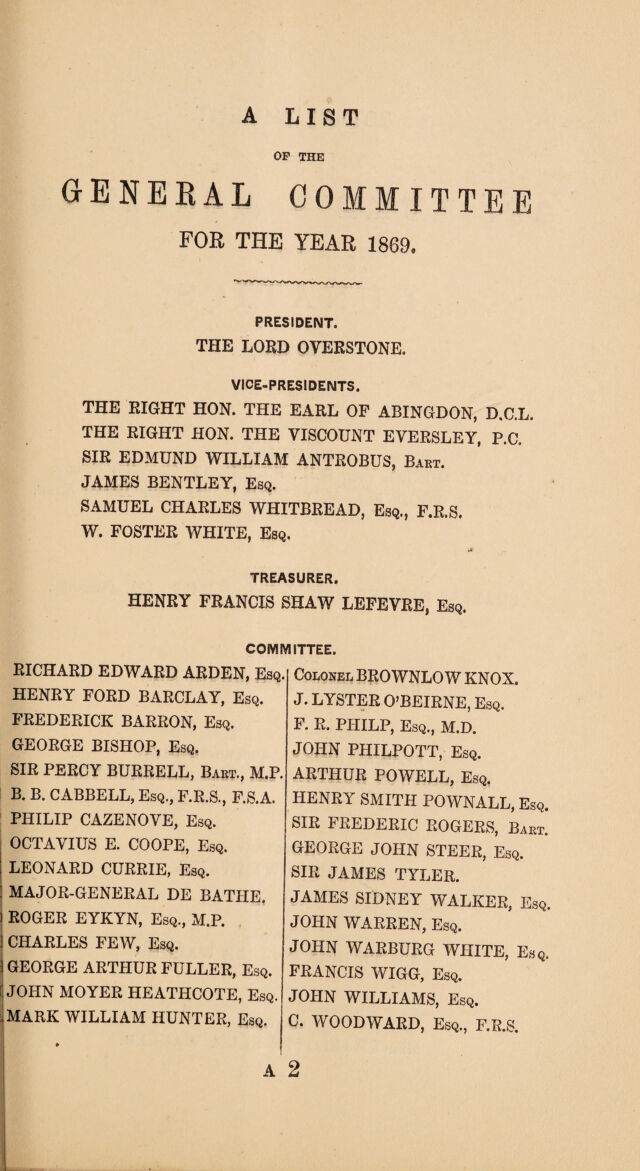 A LIST
OF THE
GENERAL COMMITTEE
FOR THE YEAR 1869.
PRESIDENT.
THE LORD OVERSTONE.
VICE-PRESIDENTS.
THE RIGHT HON. THE EARL OF ABINGDON, D.C.L.
THE RIGHT HON. THE VISCOUNT EVERSLEY, P.C.
SIR EDMUND WILLIAM ANTROBUS, BART.
JAMES BENTLEY, ESQ.
SAMUEL CHARLES WHITBREAD, ESQ., F.R.S.
W. FOSTER WHITE, ESQ.
TREASURER.
HENRY FRANCIS SHAW LEFEVRE, ESQ.
COMMITTEE.
RICHARD EDWARD ARDEN, ESQ.
HENRY FORD BARCLAY, ESQ.
FREDERICK BARRON, ESQ.
GEORGE BISHOP, ESQ.
SIR PERCY BURRELL, BART., M.P.
B. B. CABBELL, ESQ., F.R.S., F.S.A.
PHILIP CAZENOVE, ESQ.
OCTAVIUS E. COOPE, ESQ.
LEONARD CURRIE, ESQ.
MAJOR-GENERAL DE BATHE.
ROGER EYKYN, ESQ., M.P.
CHARLES FEW, ESQ.
GEORGE ARTHUR FULLER, ESQ.
JOHN MOYER HEATHCOTE, ESQ.
MARK WILLIAM HUNTER, ESQ.
COLONEL BROWNLOW KNOX.
J. LYSTER O'BEIRNE, ESQ.
F. R. PHILP, ESQ., M.D.
JOHN PHILPOTT, ESQ.
ARTHUR POWELL, ESQ.
HENRY SMITH POWNALL, ESQ.
SIR FREDERIC ROGERS, BART.
GEORGE JOHN STEER, ESQ.
SIR JAMES TYLER.
JAMES SIDNEY WALKER, ESQ.
JOHN WARREN, ESQ.
JOHN WARBURG WHITE, ESQ.
FRANCIS WIGG, ESQ.
JOHN WILLIAMS, ESQ.
C. WOODWARD, ESQ., F.R.S.
A 2